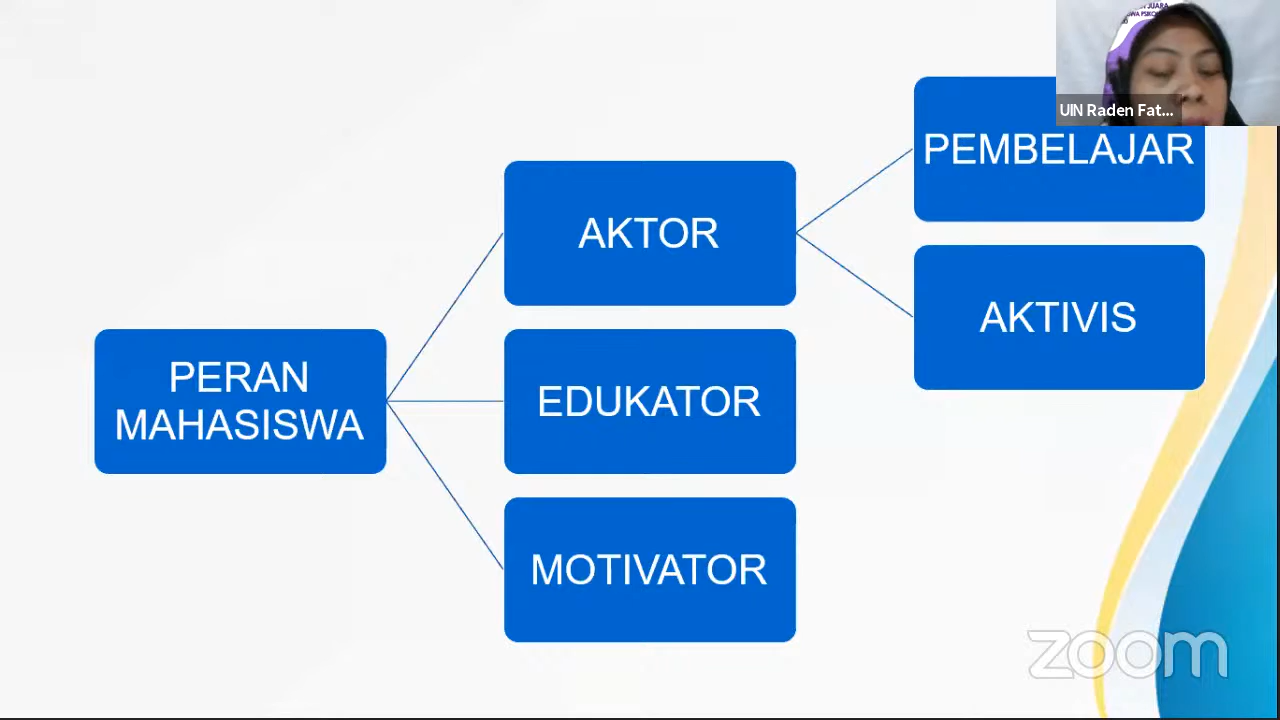 UIN Raden Fat...
PEMBELAJAR
AKTOR
AKTIVIS
PERAN
MAHASISWA
EDUKATOR
MOTIVATOR
zoom